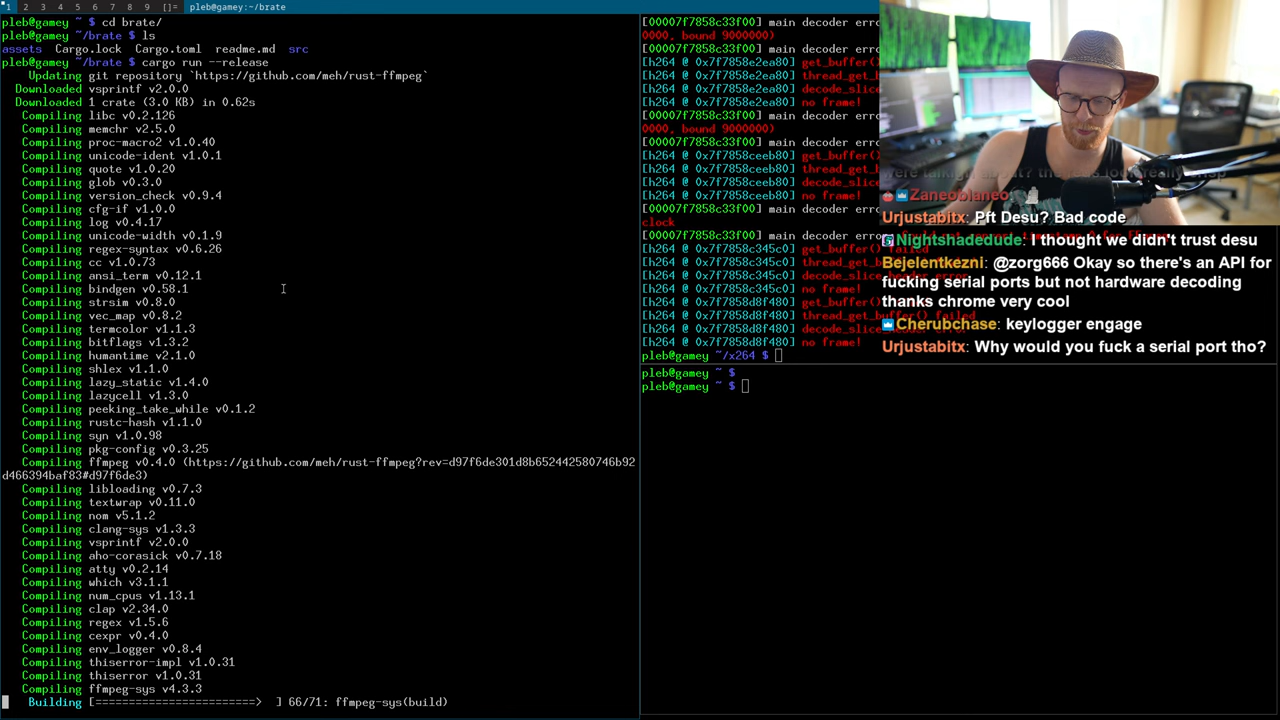 1 2 3 4 5 6 7 8 9 []= pleb@gamey:~/brate
pleb@gamey ~ $ cd brate/
pleb@gamey ~/brate $ ls
assets Cargo.lock Cargo.toml readme.md src
pleb@gamey ~/brate $ cargo run --release
Updating git repository `https://github.com/meh/rust-ffmpeg`
Downloaded vsprintf v2.0.0
Downloaded 1 crate (3.0 KB) in 0.62s
Compiling libc v0.2.126
Compiling memchr v2.5.0
Compiling proc-macro2 v1.0.40
Compiling unicode-ident v1.0.1
Compiling quote v1.0.20
Compiling glob v0.3.0
Compiling version_check v0.9.4
Compiling cfg-if v1.0.0
Compiling log v0.4.17
Compiling unicode-width v0.1.9
Compiling regex-syntax v0.6.26
Compiling cc v1.0.73
Compiling ansi_term v0.12.1
Compiling bindgen v0.58.1
Compiling strsim v0.8.0
Compiling vec_map v0.8.2
Compiling termcolor v1.1.3
Compiling bitflags v1.3.2
Compiling humantime v2.1.0
Compiling shlex v1.1.0
Compiling lazy_static v1.4.0
Compiling lazycell v1.3.0
Compiling peeking_take_while v0.1.2
Compiling rustc-hash v1.1.0
Compiling syn v1.0.98
Compiling pkg-config v0.3.25
Compiling ffmpeg v0.4.0 (https://github.com/meh/rust-ffmpeg?rev=d97f6de301d8b652442580746b92
d466394baf83#d97f6de3)
Compiling libloading v0.7.3
Compiling textwrap v0.11.0
Compiling nom v5.1.2
Compiling clang-sys v1.3.3
Compiling vsprintf v2.0.0
Compiling aho-corasick v0.7.18
Compiling atty v0.2.14
Compiling which v3.1.1
Compiling num_cpus v1.13.1
Compiling clap v2.34.0
Compiling regex v1.5.6
Compiling cexpr v0.4.0
Compiling env_logger v0.8.4
Compiling thiserror-impl v1.0.31
Compiling thiserror v1.0.31
Compiling ffmpeg-sys v4.3.3
Building [========================> ] 66/71: ffmpeg-sys(build)
[00007f7858c33f00] main decoder erro
0000, bound 9000000)
[00007f7858c33f00] main decoder erro
[h264 @ 0x7f7858e2ea80] get_buffer()
[h264 @ 0x7f7858e2ea80] thread_get_b
[h264 @ 0x7f7858e2ea80] decode_slice
[h264 @ 0x7f7858e2ea80] no frame!
[00007f7858c33f00] main decoder erro
0000, bound 9000000)
[00007f7858c33f00] main decoder erro
[h264 @ 0x7f7858ceeb80] get_buffer()
[h264 @ 0x7f7858ceeb80] thread_get_b
[h264 @ 0x7f7858ceeb80] decode_slice
[h264 @ 0x7f7858ceeb80] no frame!
[00007f7858c33f00] main decoder erro
clock
[00007f7858c33f00] main decoder erro
[h264 @ 0x7f7858c345c0] get_buffer() failed
[h264 @ 0x7f7858c345c0] thread_get_buffer() failed
[h264 @ 0x7f7858c345c0] decode_slice_header error
[h264 @ 0x7f7858c345c0] no frame!
[h264 @ 0x7f7858d8f480] get_buffer() failed
[h264 @ 0x7f7858d8f480] thread_get_buffer() failed
[h264 @ 0x7f7858d8f480] decode_slice_header error
[h264 @ 0x7f7858d8f480] no frame!
pleb@gamey ~/x264 $
pleb@gamey ~ $
pleb@gamey ~ $
Zaneoblaneo:
Urjustabitx: Pft Desu? Bad code
Nightshadedude: I thought we didn't trust desu
Bejelentkezni: @zorg666 Okay so there's an API for
fucking serial ports but not hardware decoding
thanks chrome very cool
Cherubchase: keylogger engage
Urjustabitx: Why would you fuck a serial port tho?